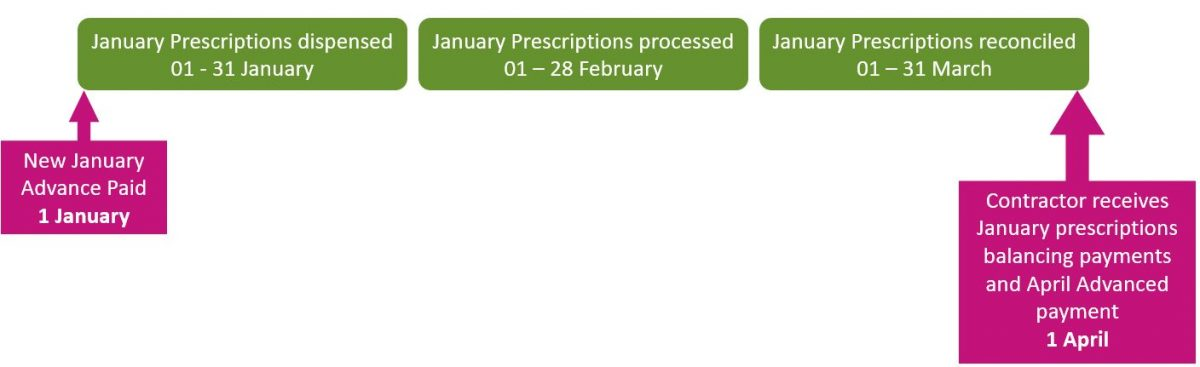 January Prescriptions dispensed
01 - 31 January
January Prescriptions processed
01 – 28 February
January Prescriptions reconciled
01 – 31 March
New January
Advance Paid
1 January
Contractor receives
January prescriptions
balancing payments
and April Advanced
payment
1 April